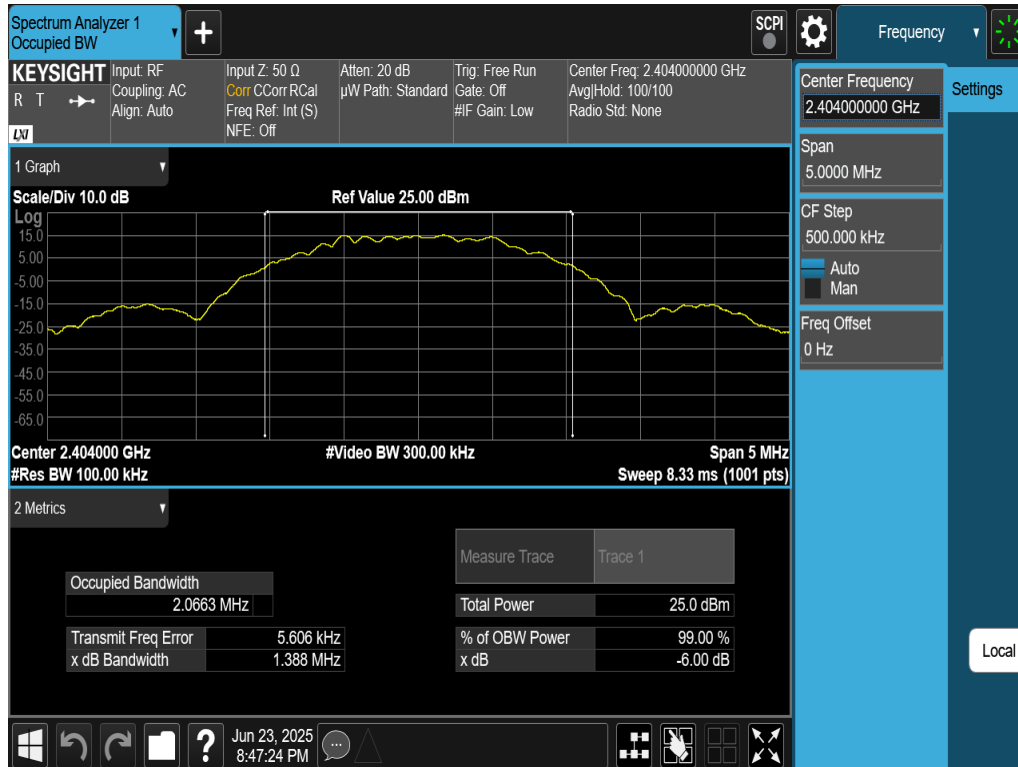 Spectrum Analyzer 1
Occupied BW
+
SCPI
Frequency
KEYSIGHT
R T
LXI
Input: RF
Coupling: AC
Align: Auto
Input Z: 50 Ω
Corr CCorr RCal
Freq Ref: Int (S)
NFE: Off
Atten: 20 dB
µW Path: Standard
Trig: Free Run
Gate: Off
#IF Gain: Low
Center Freq: 2.404000000 GHz
Avg|Hold: 100/100
Radio Std: None
Center Frequency
2.404000000 GHz
Settings
Span
5.0000 MHz
CF Step
500.000 kHz
Auto
Man
Freq Offset
0 Hz
Local
1 Graph
Scale/Div 10.0 dB
Ref Value 25.00 dBm
Log
15.0
5.00
-5.00
-15.0
-25.0
-35.0
-45.0
-55.0
-65.0
Center 2.404000 GHz
#Video BW 300.00 kHz
Span 5 MHz
#Res BW 100.00 kHz
Sweep 8.33 ms (1001 pts)
2 Metrics
Measure Trace
Trace 1
Occupied Bandwidth
2.0663 MHz
Total Power
25.0 dBm
Transmit Freq Error
5.606 kHz
% of OBW Power
99.00 %
x dB Bandwidth
1.388 MHz
x dB
-6.00 dB
?
Jun 23, 2025
8:47:24 PM